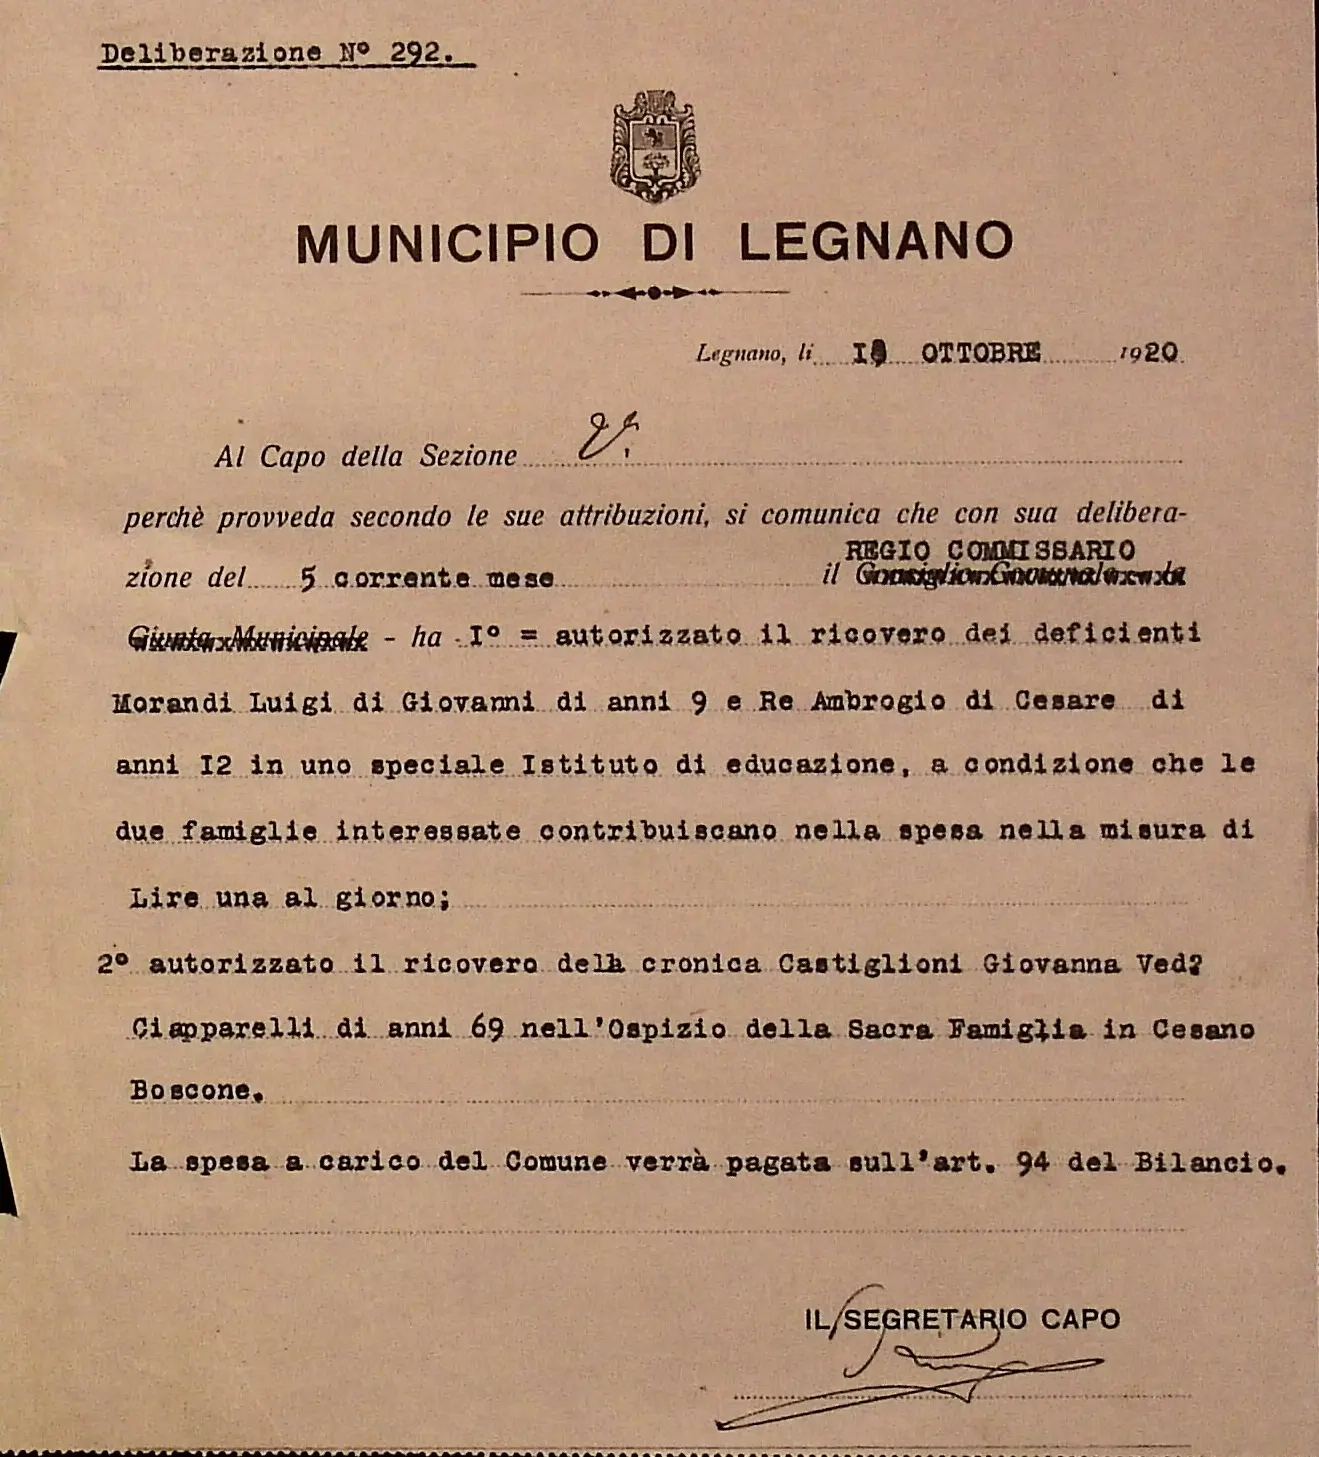 Deliberazione N° 292.
MUNICIPIO DI LEGNANO
Legnano, li OTTOBRE 1920
Al Capo della Sezione V.
perchè provveda secondo le sue attribuzioni, si comunica che con sua delibera-
REGIO COMMISSARIO
zione del 5 corrente mese il Consiglio Comunale - la
Giunta Municipale - ha I° = autorizzato il ricovero dei deficienti
Morandi Luigi di Giovanni di anni 9 e Re Ambrogio di Cesare di
anni I2 in uno speciale Istituto di educazione, a condizione che le
due famiglie interessate contribuiscano nella spesa nella misura di
Lire una al giorno;
2° autorizzato il ricovero della cronica Castiglioni Giovanna Ved?
Ciapparelli di anni 69 nell'Ospizio della Sacra Famiglia in Cesano
Boscone.
La spesa a carico del Comune verrà pagata sull'art. 94 del Bilancio.
IL SEGRETARIO CAPO